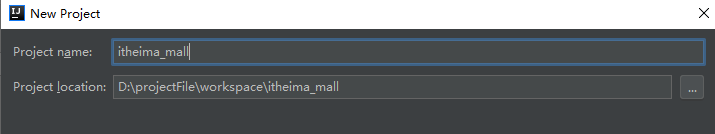 New Project
Project name: itheima_mall
Project location: D:\projectFile\workspace\itheima_mall ...